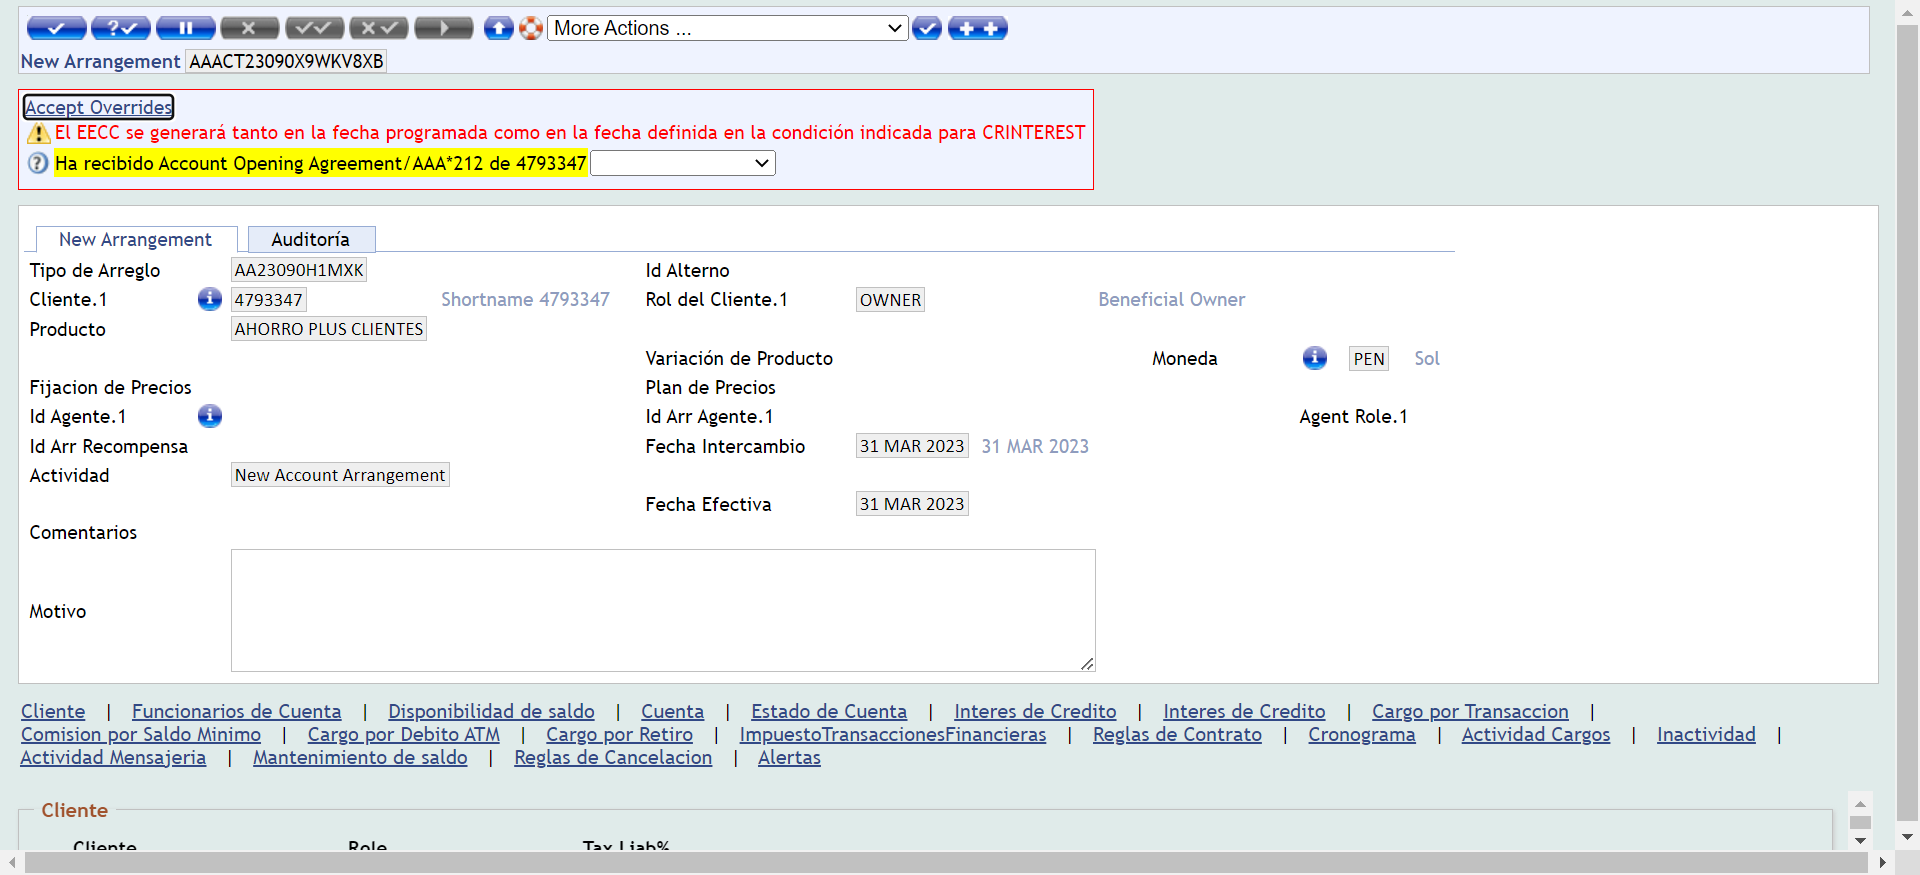 More Actions ...
New Arrangement AAACT23090X9WKV8XB
Accept Overrides
El EECC se generará tanto en la fecha programada como en la fecha definida en la condición indicada para CRINTEREST
Ha recibido Account Opening Agreement/AAA*212 de 4793347
New Arrangement Auditoría
Tipo de Arreglo AA23090H1MXK Id Alterno
Cliente.1 4793347 Shortname 4793347 Rol del Cliente.1 OWNER Beneficial Owner
Producto AHORRO PLUS CLIENTES
Variación de Producto Moneda PEN Sol
Fijacion de Precios Plan de Precios
Id Agente.1 Id Arr Agente.1 Agent Role.1
Id Arr Recompensa Fecha Intercambio 31 MAR 2023 31 MAR 2023
Actividad New Account Arrangement
Fecha Efectiva 31 MAR 2023
Comentarios
Motivo
Cliente | Funcionarios de Cuenta | Disponibilidad de saldo | Cuenta | Estado de Cuenta | Interes de Credito | Interes de Credito | Cargo por Transaccion |
Comision por Saldo Minimo | Cargo por Debito ATM | Cargo por Retiro | ImpuestoTransaccionesFinancieras | Reglas de Contrato | Cronograma | Actividad Cargos | Inactividad |
Actividad Mensajeria | Mantenimiento de saldo | Reglas de Cancelacion | Alertas
Cliente
Cliente Role Tax Liab%